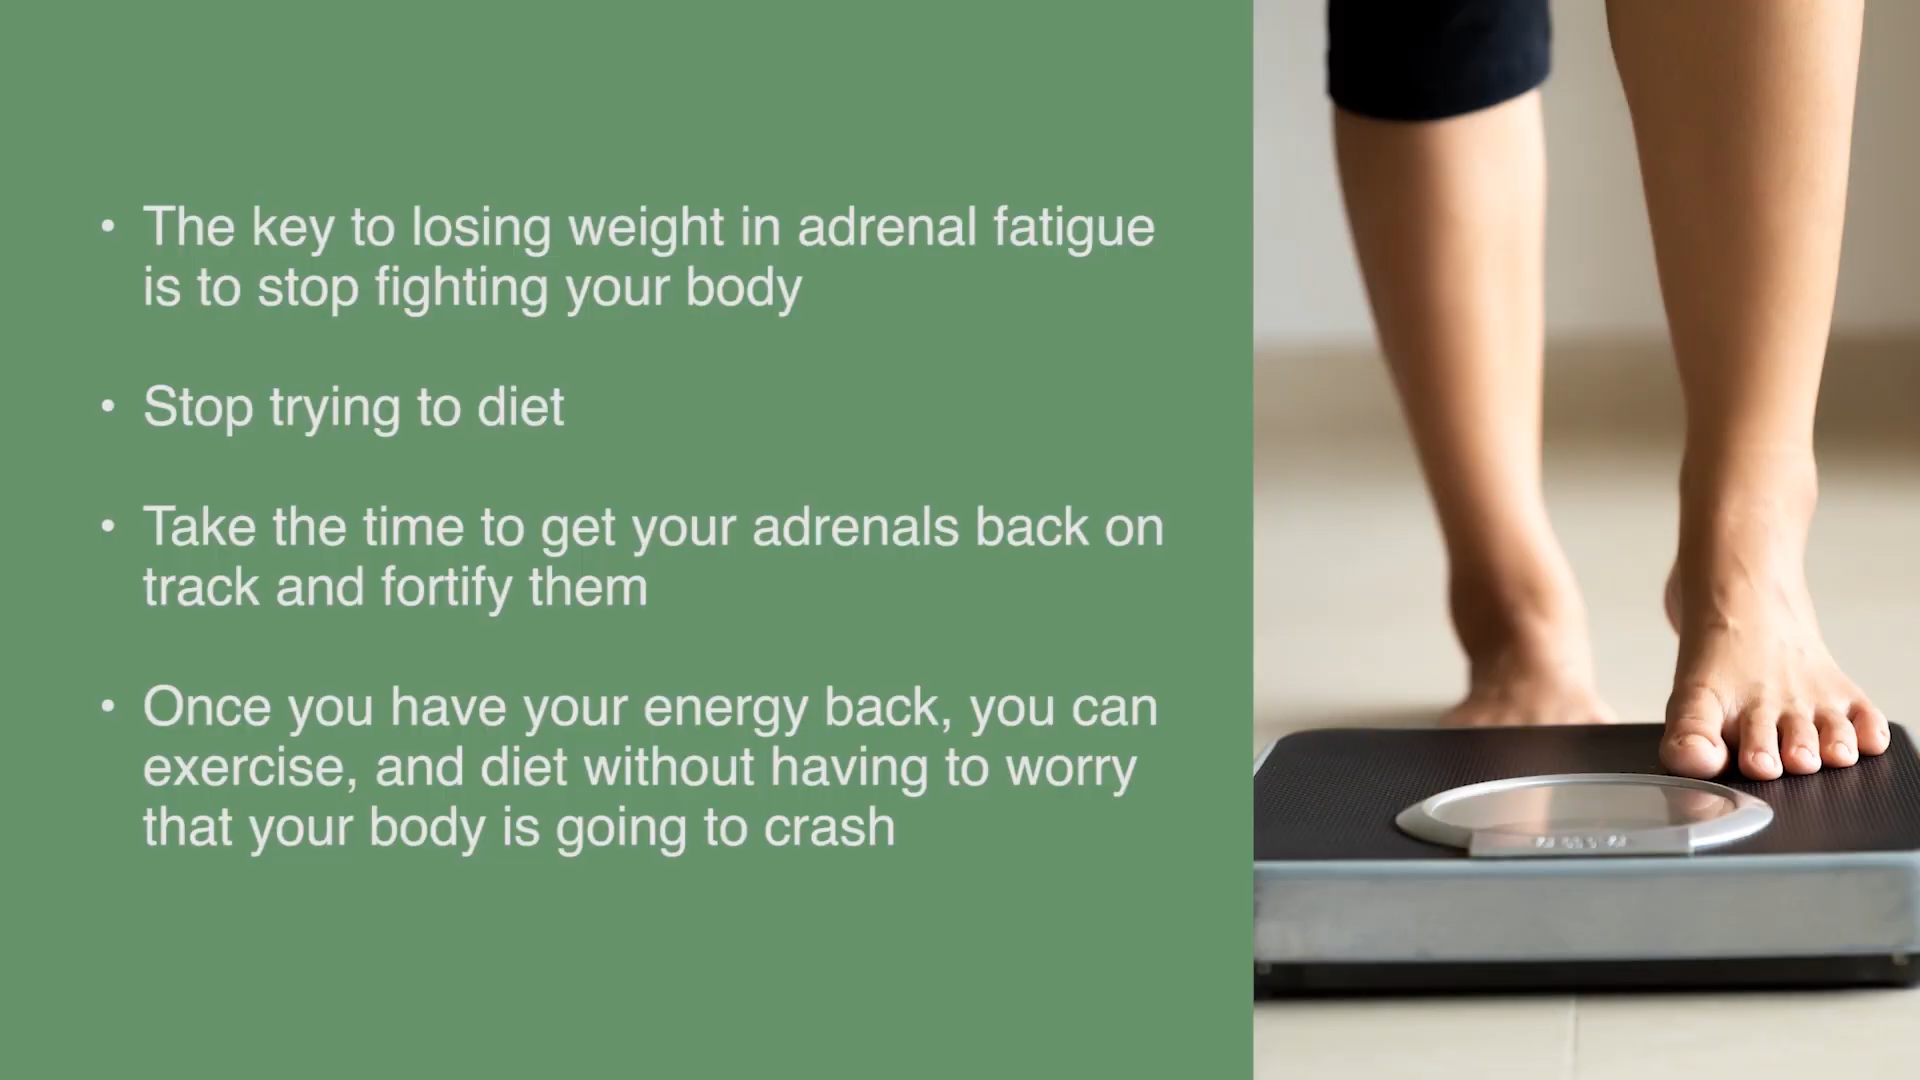 • The key to losing weight in adrenal fatigue
is to stop fighting your body
• Stop trying to diet
• Take the time to get your adrenals back on
track and fortify them
• Once you have your energy back, you can
exercise, and diet without having to worry
that your body is going to crash